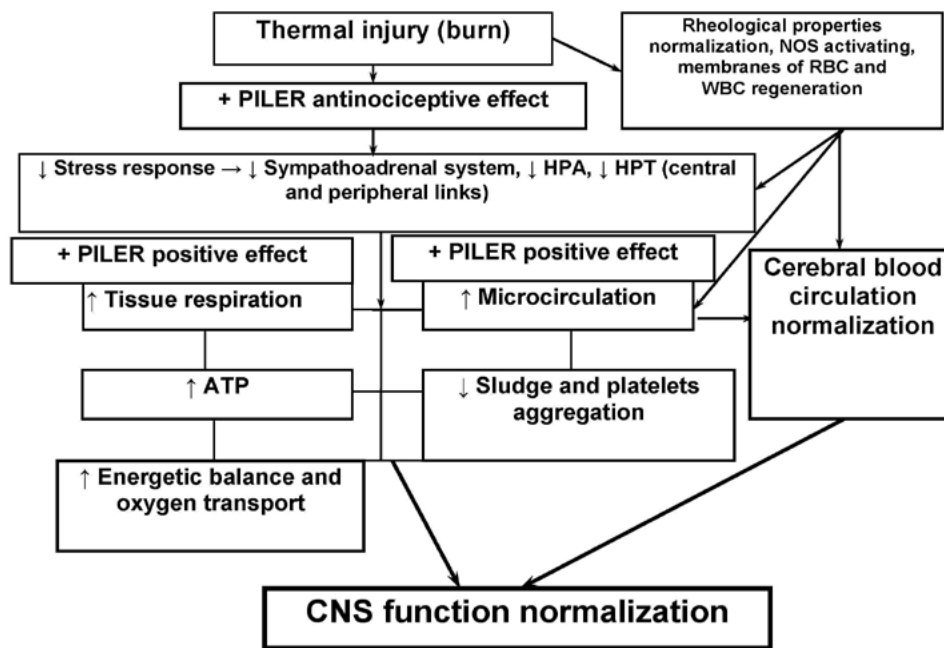 Thermal injury (burn)
Rheological properties
normalization, NOS activating,
membranes of RBC and
WBC regeneration
+ PILER antinociceptive effect
↓ Stress response → ↓ Sympathoadrenal system, ↓ HPA, ↓ HPT (central
and peripheral links)
+ PILER positive effect
+ PILER positive effect
↑ Tissue respiration
↑ Microcirculation
Cerebral blood
circulation
normalization
↑ ATP
↓ Sludge and platelets
aggregation
↑ Energetic balance and
oxygen transport
CNS function normalization